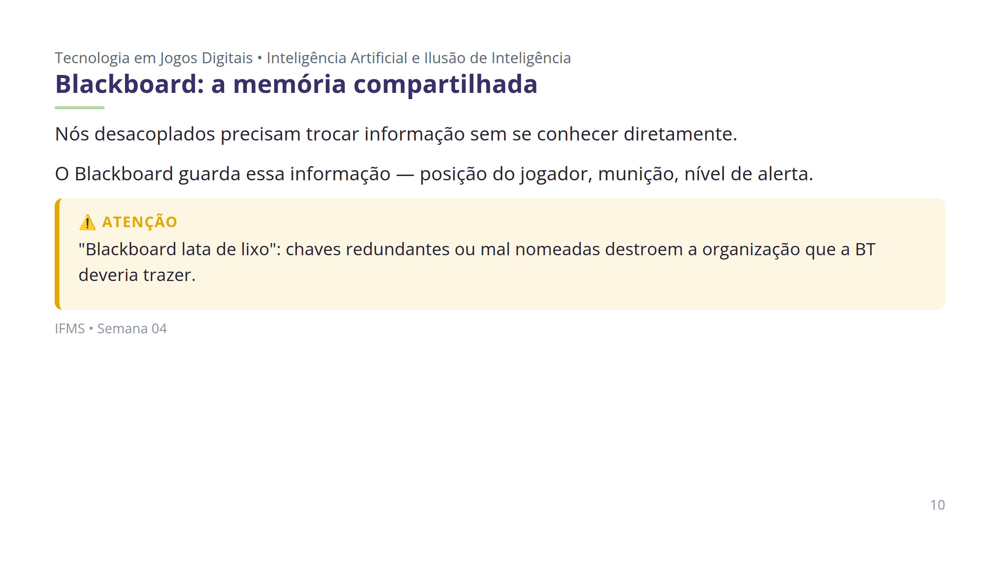 Tecnologia em Jogos Digitais • Inteligência Artificial e Ilusão de Inteligência
Blackboard: a memória compartilhada
Nós desacoplados precisam trocar informação sem se conhecer diretamente.
O Blackboard guarda essa informação — posição do jogador, munição, nível de alerta.
⚠️ ATENÇÃO
"Blackboard lata de lixo": chaves redundantes ou mal nomeadas destroem a organização que a BT
deveria trazer.
IFMS • Semana 04
10